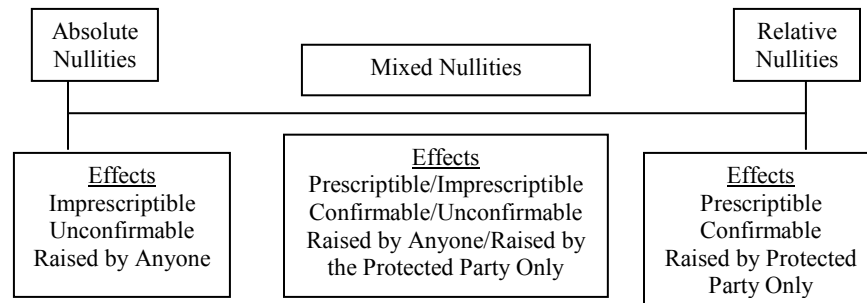 Absolute
Nullities
Mixed Nullities
Relative
Nullities
Effects
Imprescriptible
Unconfirmable
Raised by Anyone
Effects
Prescriptible/Imprescriptible
Confirmable/Unconfirmable
Raised by Anyone/Raised by
the Protected Party Only
Effects
Prescriptible
Confirmable
Raised by Protected
Party Only